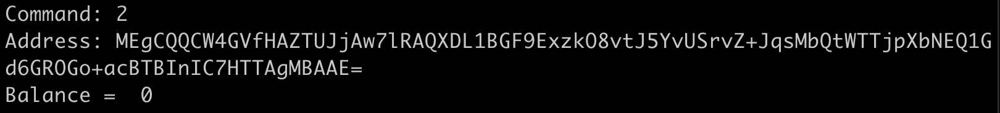 Command: 2
Address: MEgCQQCW4GVfHAZTUJjAw7lRAQXDL1BGF9ExzkO8vtJ5YvUSrvZ+JqsMbQtWTTjpXbNEQ1G
d6GROGo+acBTBInIC7HTTAgMBAAE=
Balance =  0